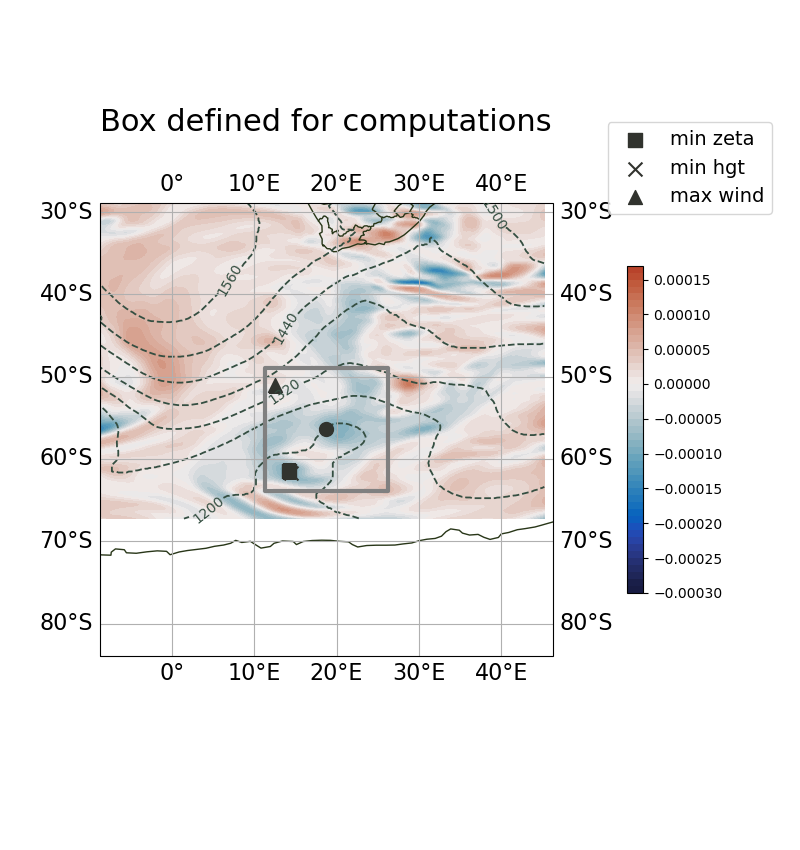 Box defined for computations
min zeta
min hgt
max wind
0° 10°E 20°E 30°E 40°E
30°S 30°S
40°S 40°S
50°S 50°S
60°S 60°S
70°S 70°S
80°S 80°S
0° 10°E 20°E 30°E 40°E
1560
1500
1440
1320
1200
0.00015
0.00010
0.00005
0.00000
−0.00005
−0.00010
−0.00015
−0.00020
−0.00025
−0.00030